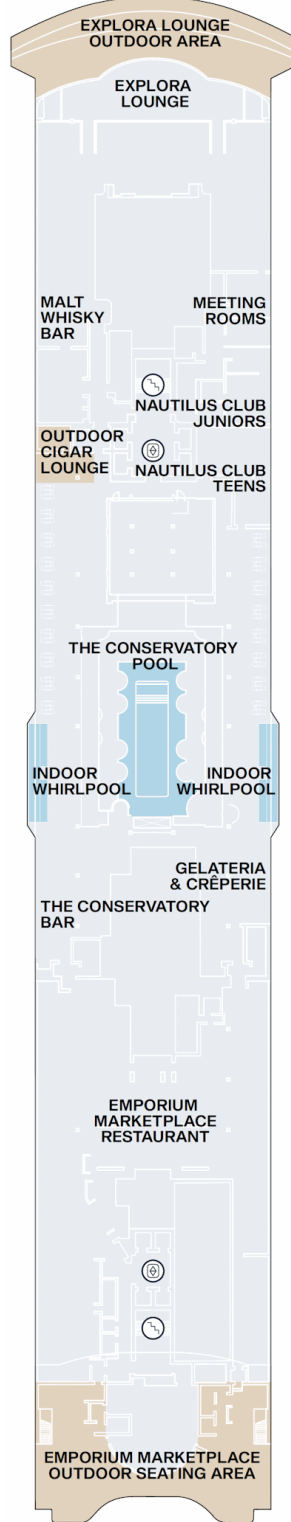 EXPLORA LOUNGE
OUTDOOR AREA
EXPLORA
LOUNGE
MALT
WHISKY
BAR
MEETING
ROOMS
NAUTILUS CLUB
JUNIORS
OUTDOOR
CIGAR
LOUNGE
NAUTILUS CLUB
TEENS
THE CONSERVATORY
POOL
INDOOR
WHIRLPOOL
INDOOR
WHIRLPOOL
GELATERIA
& CRÊPERIE
THE CONSERVATORY
BAR
EMPORIUM
MARKETPLACE
RESTAURANT
EMPORIUM MARKETPLACE
OUTDOOR SEATING AREA